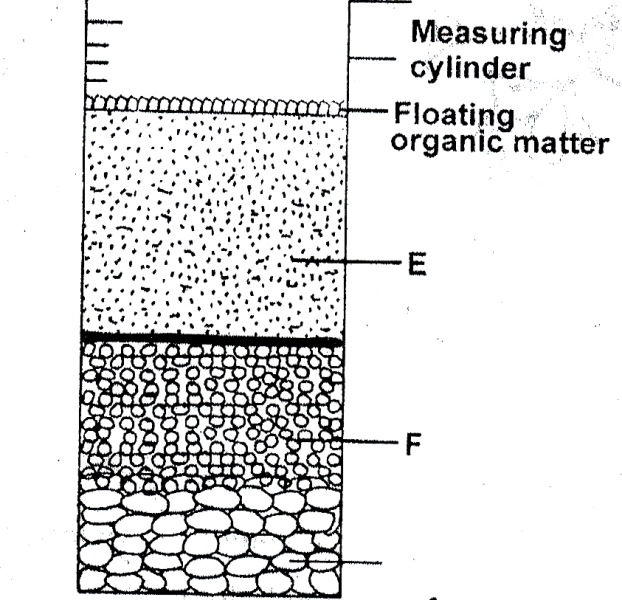 Measuring
cylinder
Floating
organic matter
E
F